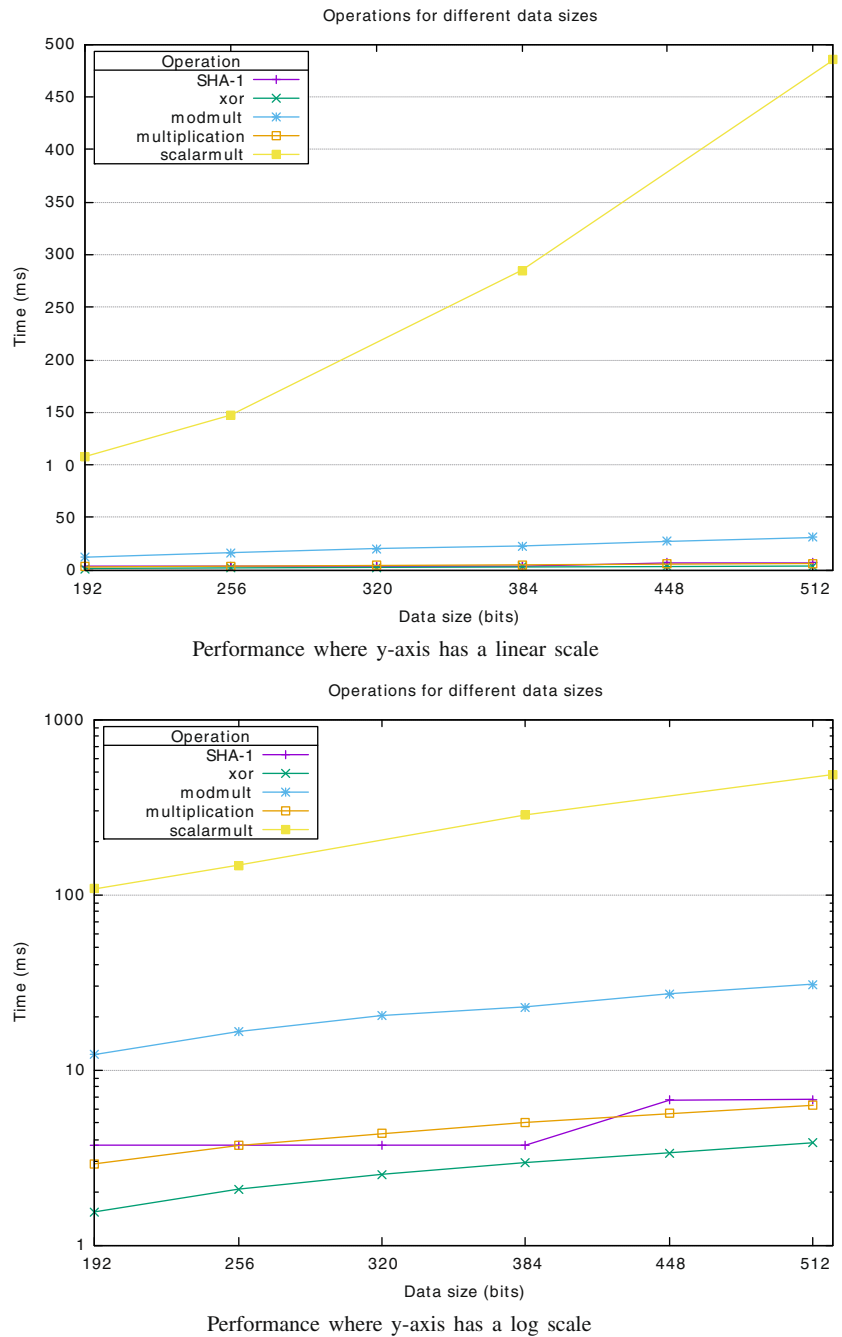 Operations for different data sizes
500
450
400
350
300
250
200
150
1 0
50
0
Time (ms)
Operation
SHA-1
xor
modmult
multiplication
scalarmult
192 256 320 384 448 512
Data size (bits)
Performance where y-axis has a linear scale
Operations for different data sizes
1000
100
10
1
Time (ms)
Operation
SHA-1
xor
modmult
multiplication
scalarmult
192 256 320 384 448 512
Data size (bits)
Performance where y-axis has a log scale